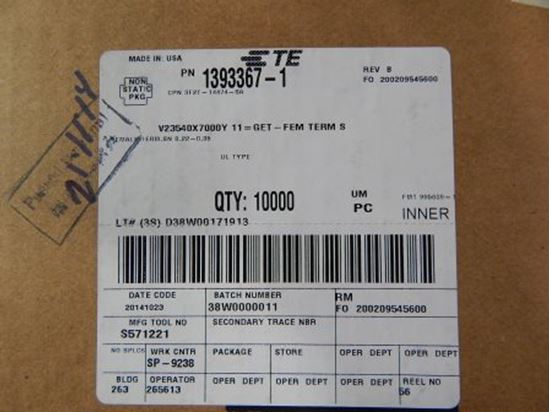 MADE IN: USA
TE
NON
STATIC
PKG
PN 1393367-1
REV B
FO 200209545600
V23540X7000Y 11=GET-FEM TERM S
UL TYPE
QTY: 10000
UM
PC
INNER
LT# (3S) D38W00171913
DATE CODE
20141023
BATCH NUMBER
38W0000011
RM
FO 200209545600
MFG TOOL NO
S571221
SECONDARY TRACE NBR
NO SPLCS
WRK CNTR
SP-9238
PACKAGE
STORE
OPER DEPT
OPER DEPT
BLDG
263
OPERATOR
265613
OPER DEPT
OPER DEPT
OPER DEPT
REEL NO
56